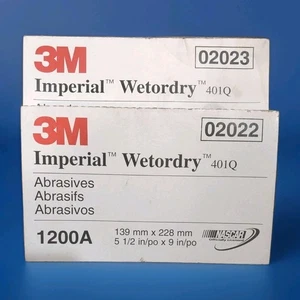 3M
02023
Imperial™ Wetordry™ 401Q
3M
02022
Imperial™ Wetordry™ 401Q
Abrasives
Abrasifs
Abrasivos
1200A
139 mm x 228 mm
5 1/2 in/po x 9 in/po
NASCAR